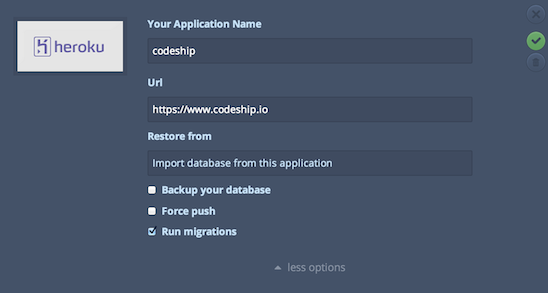 heroku
Your Application Name
codeship
Url
https://www.codeship.io
Restore from
Import database from this application
Backup your database
Force push
Run migrations
less options